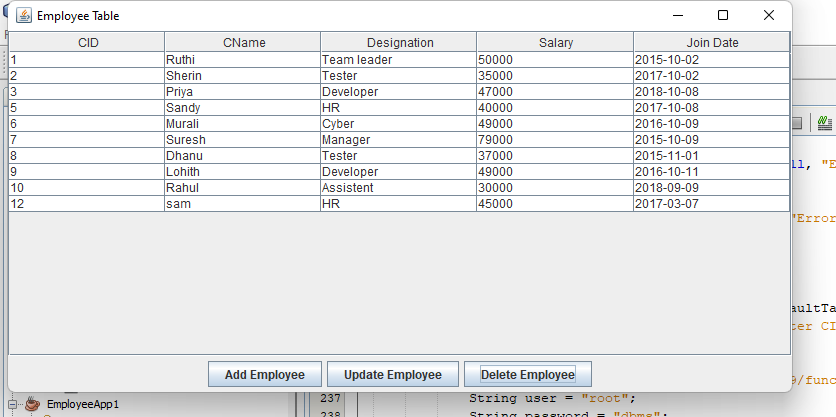 Employee Table
CID CName Designation Salary Join Date
1 Ruthi Team leader 50000 2015-10-02
2 Sherin Tester 35000 2017-10-02
3 Priya Developer 47000 2018-10-08
5 Sandy HR 40000 2017-10-08
6 Murali Cyber 49000 2016-10-09
7 Suresh Manager 79000 2015-10-09
8 Dhanu Tester 37000 2015-11-01
9 Lohith Developer 49000 2016-10-11
10 Rahul Assistent 30000 2018-09-09
12 sam HR 45000 2017-03-07
ll, "E
"Error
aultTa
ter CI
9/func
Add Employee Update Employee Delete Employee
EmployeeApp1
237 String user = "root";
238 String password = "dbms";